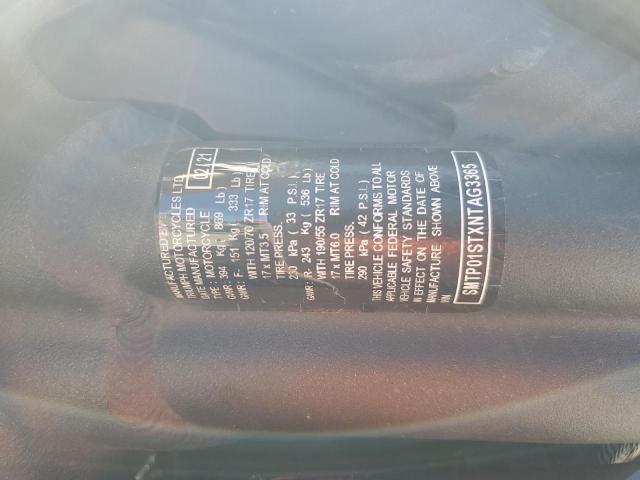 MANUFACTURED BY
TRIUMPH MOTORCYCLES LTD
DATE MANUFACTURED 02/21
TYPE : MOTORCYCLE
GVWR : 394 Kg ( 869 Lb)
GAWR : F- 151 Kg ( 333 Lb)
WITH 120/70 ZR17 TIRE
17 x MT3.5 RIM AT COLD
TIRE PRESS.
230 kPa ( 33 P.S.I.)
GAWR : R- 243 Kg ( 536 Lb)
WITH 190/55 ZR17 TIRE
17 x MT6.0 RIM AT COLD
TIRE PRESS.
290 kPa ( 42 P.S.I.)
THIS VEHICLE CONFORMS TO ALL
APPLICABLE FEDERAL MOTOR
VEHICLE SAFETY STANDARDS
IN EFFECT ON THE DATE OF
MANUFACTURE SHOWN ABOVE
VIN
SMTP01STXNTAG3365